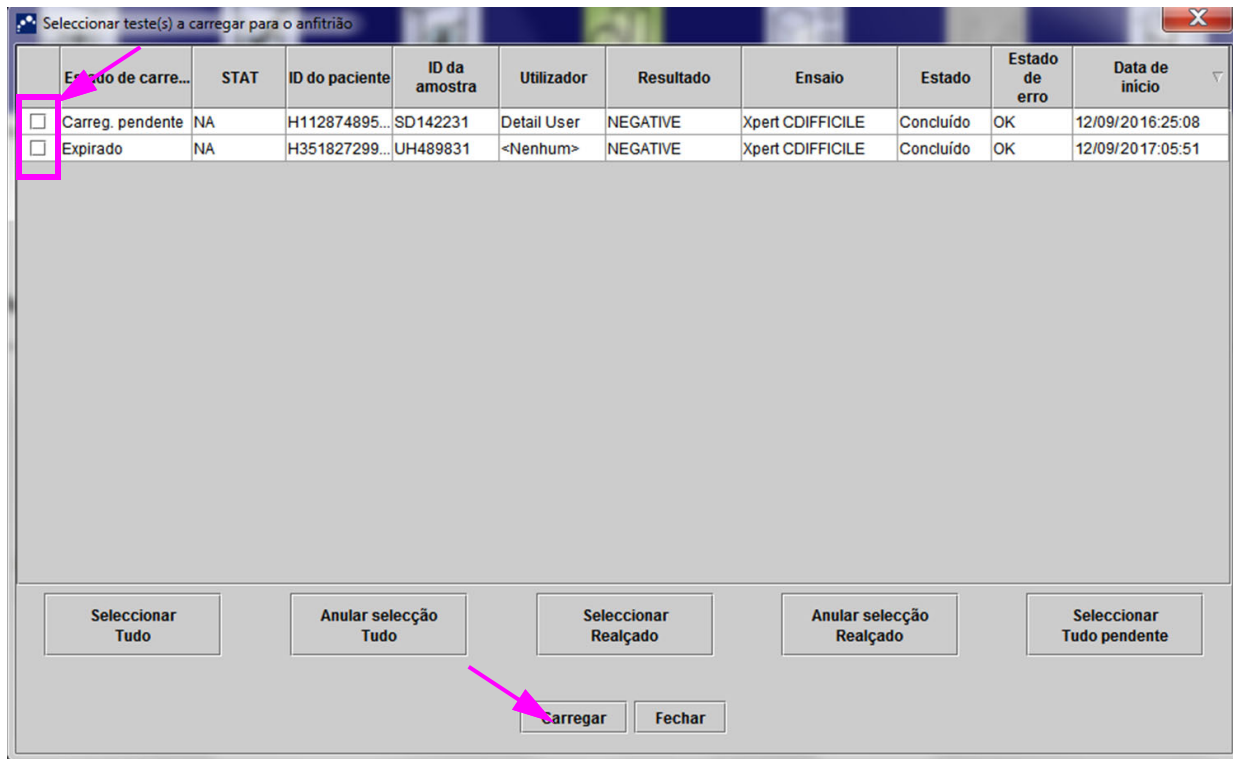 Seleccionar teste(s) a carregar para o anfitrião
Estado de carre... STAT ID do paciente ID da amostra Utilizador Resultado Ensaio Estado Estado de erro Data de início
Carreg. pendente NA H112874895... SD142231 Detail User NEGATIVE Xpert CDIFFICILE Concluído OK 12/09/2016:25:08
Expirado NA H351827299... UH489831 <Nenhum> NEGATIVE Xpert CDIFFICILE Concluído OK 12/09/2017:05:51
Seleccionar Tudo
Anular selecção Tudo
Seleccionar Realçado
Anular selecção Realçado
Seleccionar Tudo pendente
Carregar Fechar